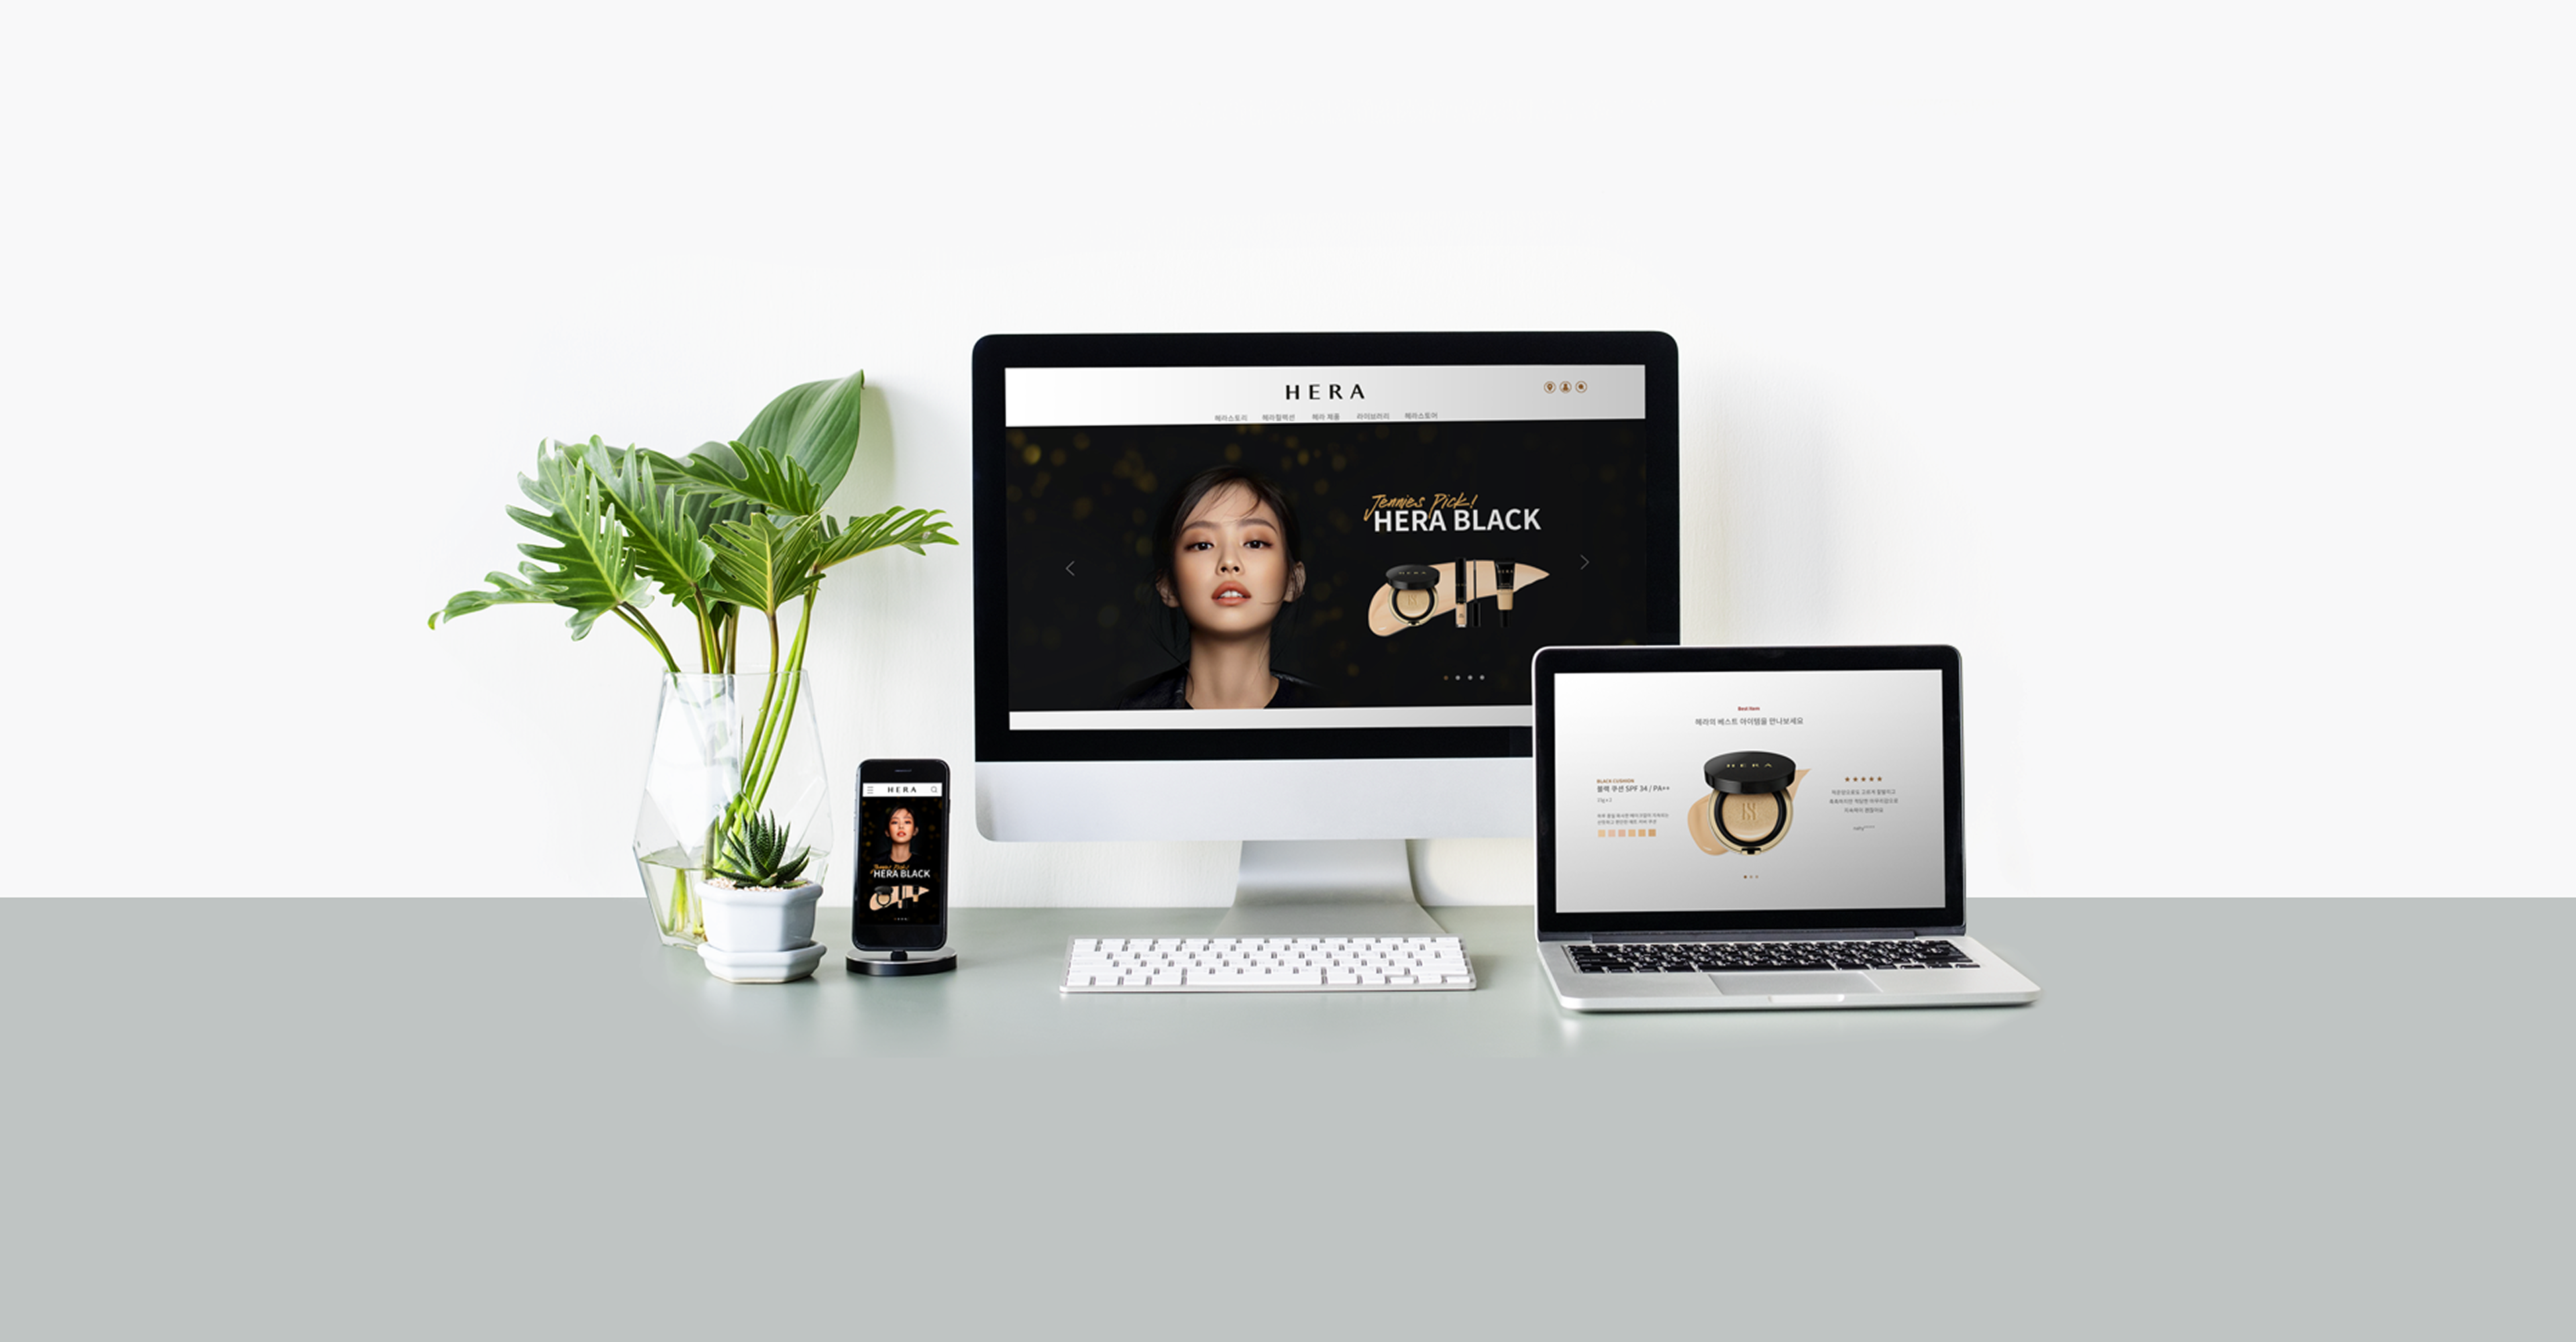 HERA
헤라스토리 헤라컬렉션 헤라 제품 라이브러리 헤라스토어
Jennies Pick!
HERA BLACK
HERA
Jennies Pick!
HERA BLACK
Best Item
헤라의 베스트 아이템을 만나보세요
BLACK CUSHION
블랙 쿠션 SPF 34 / PA++
HERA